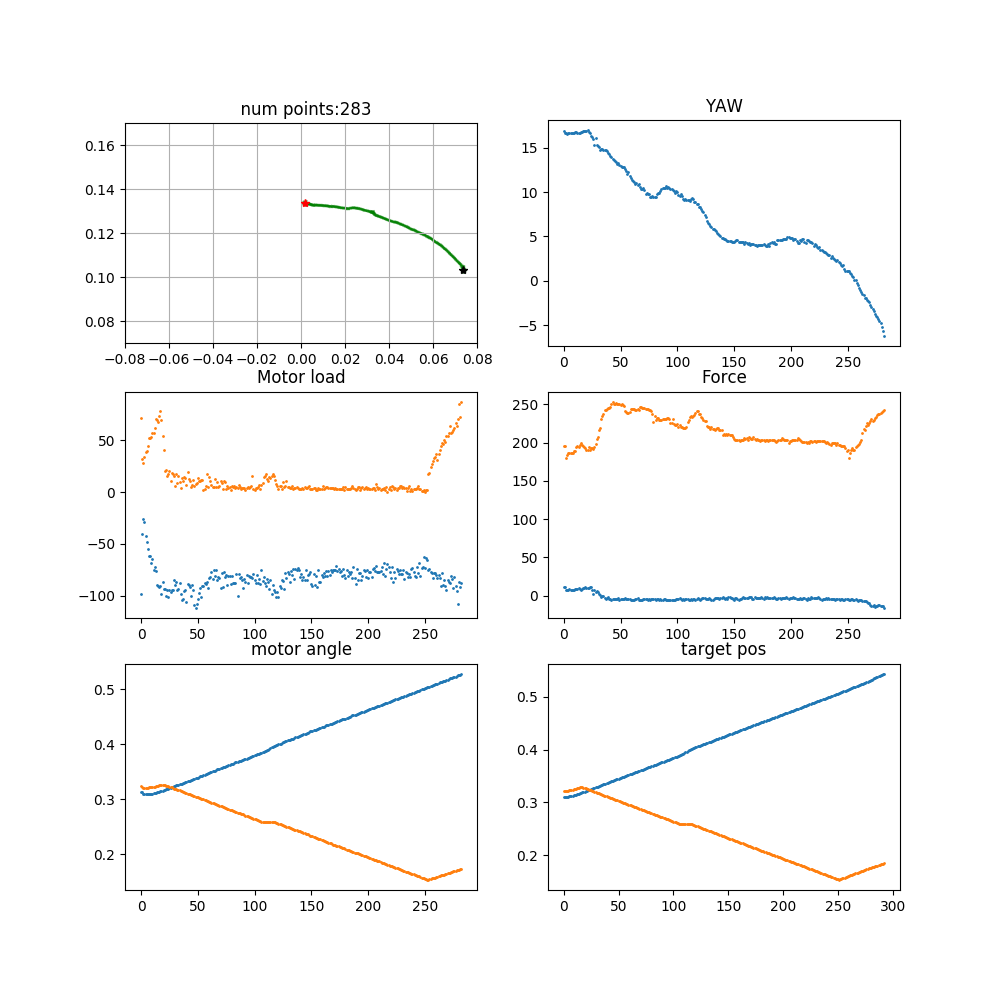 num points:283
YAW
0.16
0.14
0.12
0.10
0.08
−0.08 −0.06 −0.04 −0.02 0.00 0.02 0.04 0.06 0.08
15
10
5
0
−5
0 50 100 150 200 250
Motor load
Force
50
0
−50
−100
0 50 100 150 200 250
250
200
150
100
50
0
0 50 100 150 200 250
motor angle
target pos
0.5
0.4
0.3
0.2
0 50 100 150 200 250
0.5
0.4
0.3
0.2
0 50 100 150 200 250 300